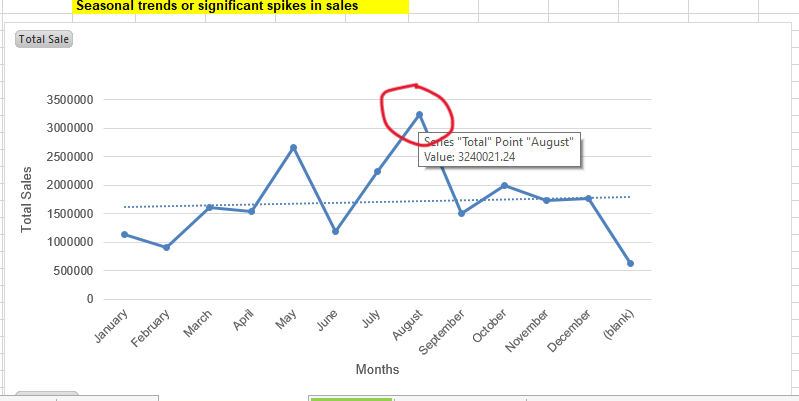 Seasonal trends or significant spikes in sales
Total Sale
3500000
3000000
2500000
2000000
1500000
1000000
500000
0
Total Sales
Series "Total" Point "August"
Value: 3240021.24
January
February
March
April
May
June
July
August
September
October
November
December
(blank)
Months